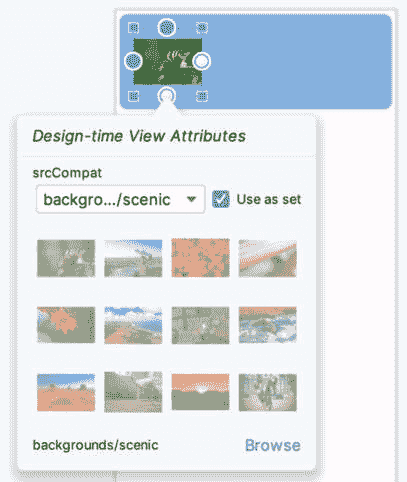 Design-time View Attributes
srcCompat
backgro.../scenic
Use as set
backgrounds/scenic
Browse